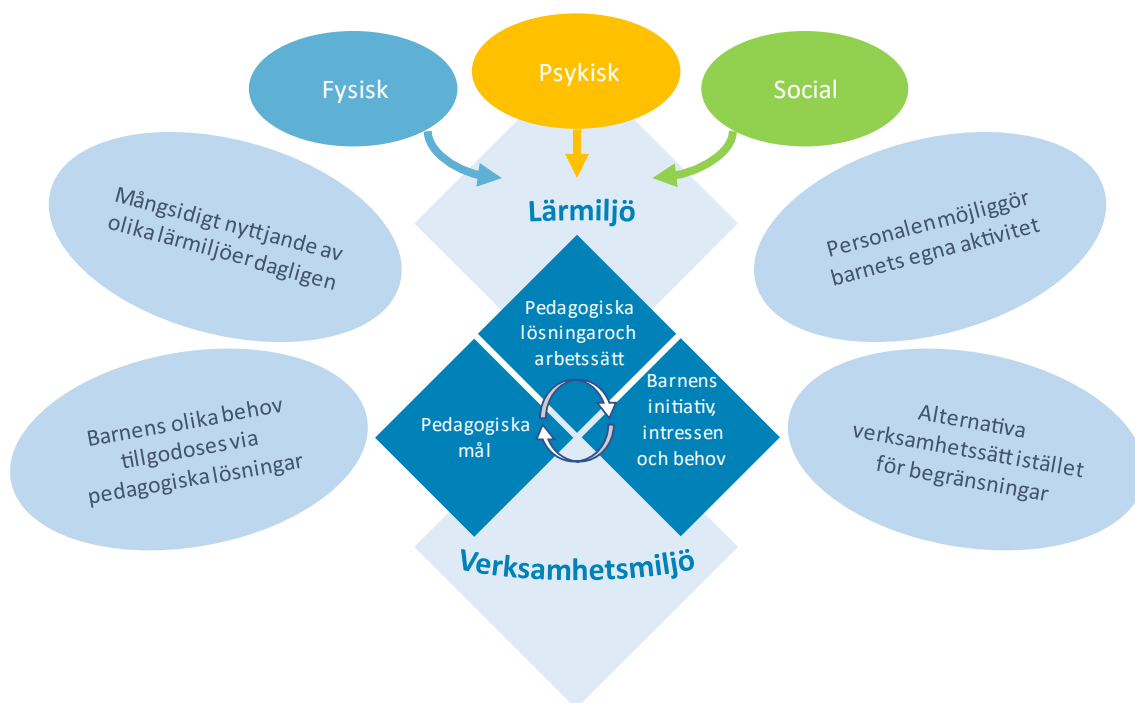 Fysisk
Psykisk
Social
Mångsidigt nyttjande av
olika lärmiljöer dagligen
Lärmiljö
Personalen möjliggör
barnets egna aktivitet
Pedagogiska
lösningaroch
arbetssätt
Barnens olika behov
tillgodoses via
pedagogiska lösningar
Pedagogiska
mål
Barnens
initiativ,
intressen
och behov
Alternativa
verksamhetssätt istället
för begränsningar
Verksamhetsmiljö